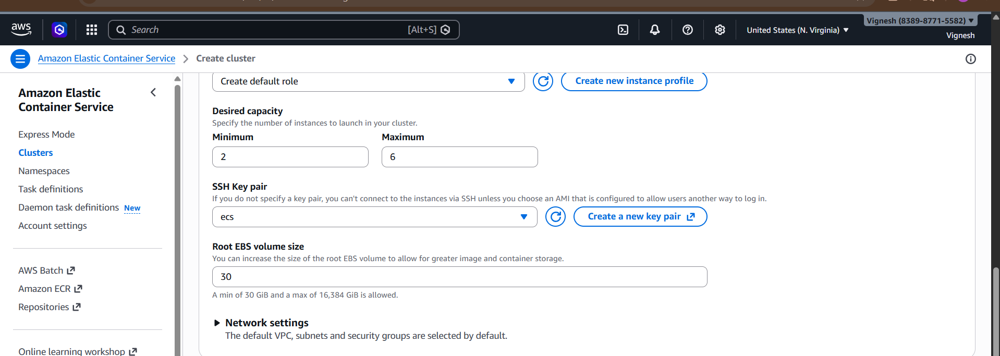 aws
Search
[Alt+S]
United States (N. Virginia)
Vignesh (8389-8771-5582)
Vignesh
Amazon Elastic Container Service
Create cluster
Amazon Elastic
Container Service
Express Mode
Clusters
Namespaces
Task definitions
Daemon task definitions New
Account settings
AWS Batch
Amazon ECR
Repositories
Online learning workshop
Create default role
Create new instance profile
Desired capacity
Specify the number of instances to launch in your cluster.
Minimum
Maximum
2
6
SSH Key pair
If you do not specify a key pair, you can't connect to the instances via SSH unless you choose an AMI that is configured to allow users another way to log in.
ecs
Create a new key pair
Root EBS volume size
You can increase the size of the root EBS volume to allow for greater image and container storage.
30
A min of 30 GiB and a max of 16,384 GiB is allowed.
Network settings
The default VPC, subnets and security groups are selected by default.